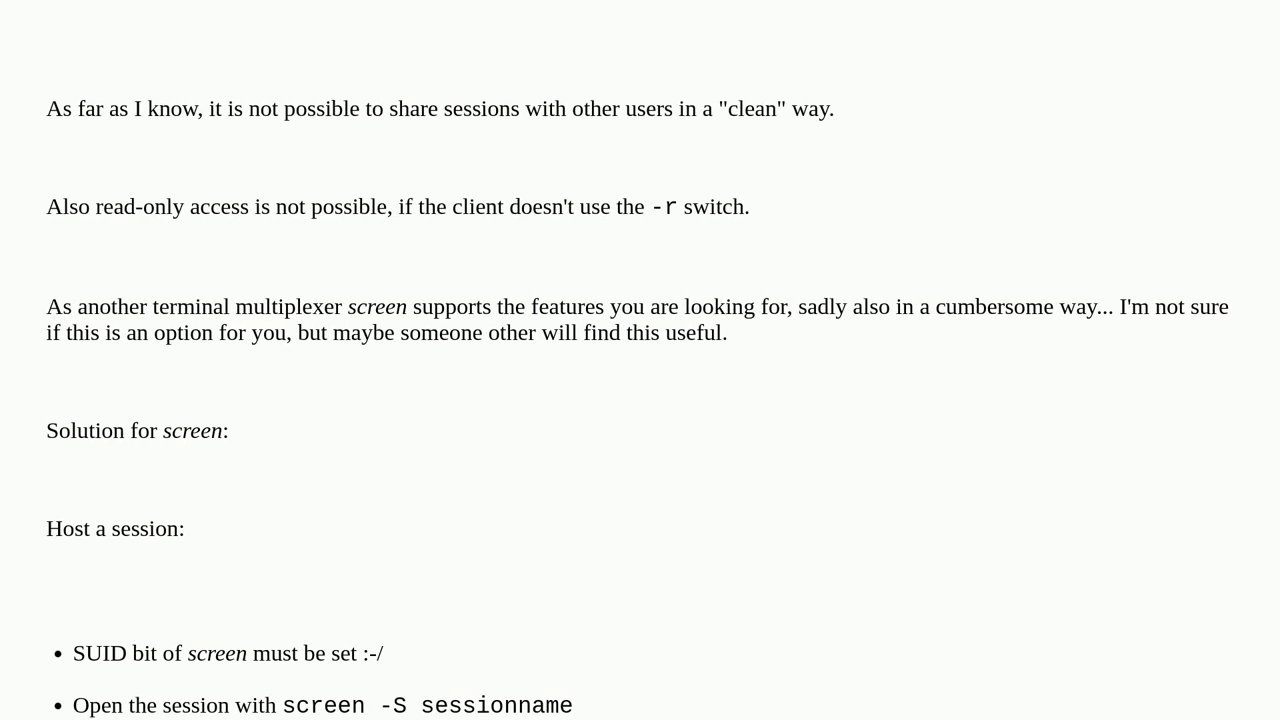 As far as I know, it is not possible to share sessions with other users in a "clean" way.
Also read-only access is not possible, if the client doesn't use the -r switch.
As another terminal multiplexer screen supports the features you are looking for, sadly also in a cumbersome way... I'm not sure
if this is an option for you, but maybe someone other will find this useful.
Solution for screen:
Host a session:
• SUID bit of screen must be set :-/
• Open the session with screen -S sessionname